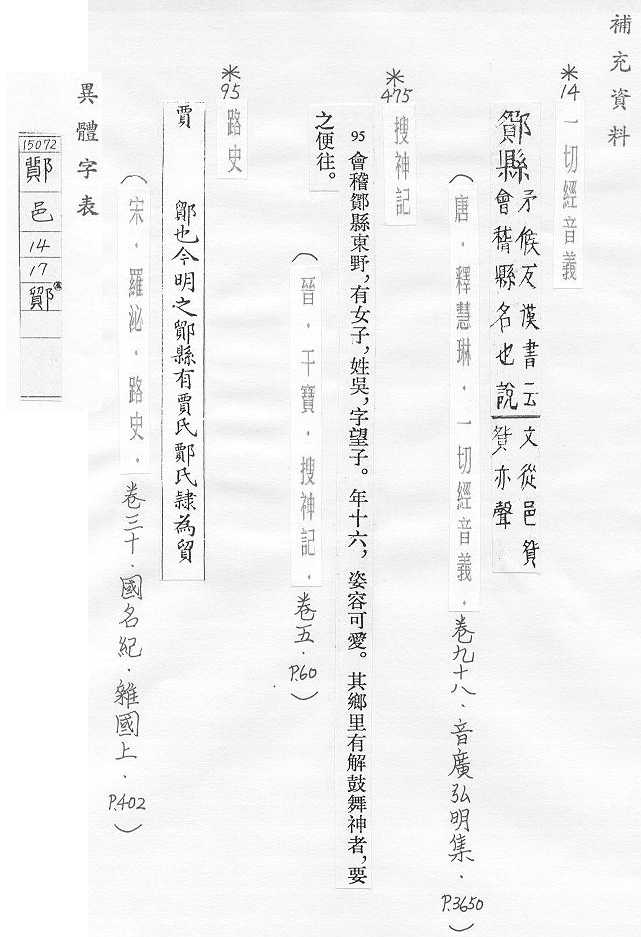 補充資料
*14
一切經音義
鄮縣 矛候反漢書云
會稽縣名也說
文從邑貿
貿亦聲
（唐．釋慧琳．一切經音義．卷九十八．音廣弘明集．P.3650）
*475
搜神記
95 會稽鄮縣東野，有女子，姓吳，字望子。年十六，姿容可愛。其鄉里有解鼓舞神者，要
之便往。
（晉．干寶．搜神記．卷五．P.60）
*95
路史
賈 鄮也今明之鄮縣有賈氏鄮氏隸為貿
（宋．羅泌．路史．卷三十．國名紀．雜國上．P.402）
異體字表
15072
鄮
邑
14
17
鄮